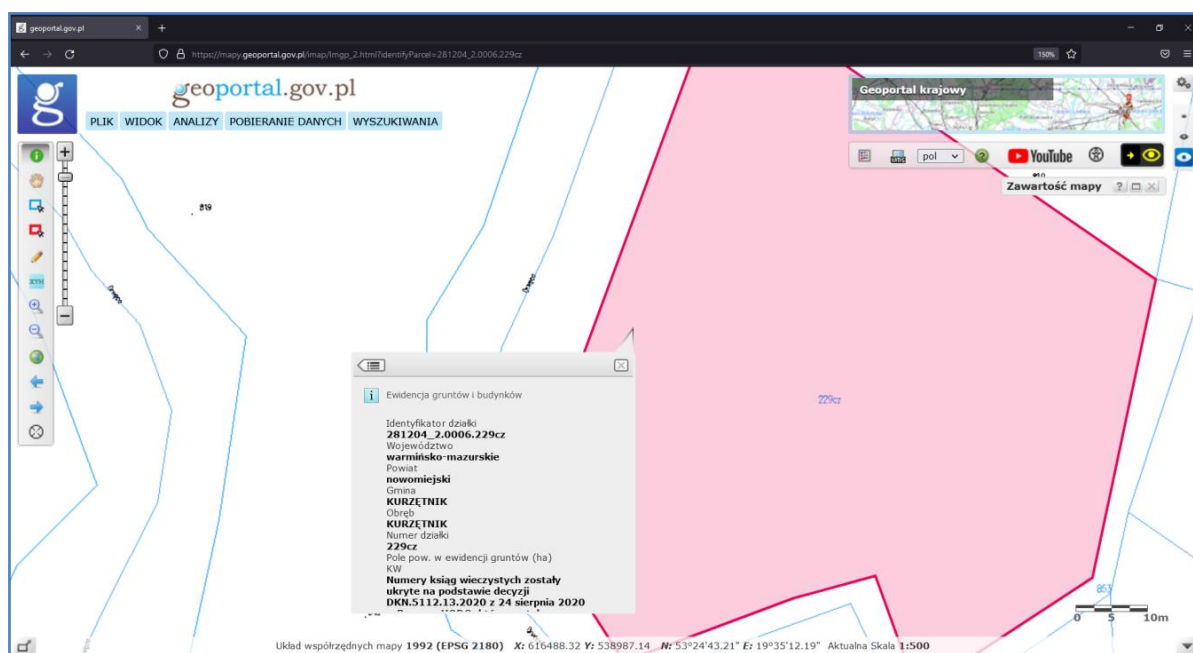 geoportal.gov.pl
https://mapy.geoportal.gov.pl/imap/Imgp_2.html?identifyParcel=281204_2.0006.229cz
150%
geoportal.gov.pl
PLIK WIDOK ANALIZY POBIERANIE DANYCH WYSZUKIWANIA
Geoportal krajowy
pol
YouTube
Zawartość mapy
819
XYH
229cz
Ewidencja gruntów i budynków
Identyfikator działki
281204_2.0006.229cz
Województwo
warmińsko-mazurskie
Powiat
nowomiejski
Gmina
KURZĘTNIK
Obręb
KURZĘTNIK
Numer działki
229cz
Pole pow. w ewidencji gruntów (ha)
KW
Numery ksiąg wieczystych zostały
ukryte na podstawie decyzji
DKN.5112.13.2020 z 24 sierpnia 2020
853
0 5 10m
Układ współrzędnych mapy 1992 (EPSG 2180) X: 616488.32 Y: 538987.14 N: 53°24'43.21" E: 19°35'12.19" Aktualna Skala 1:500